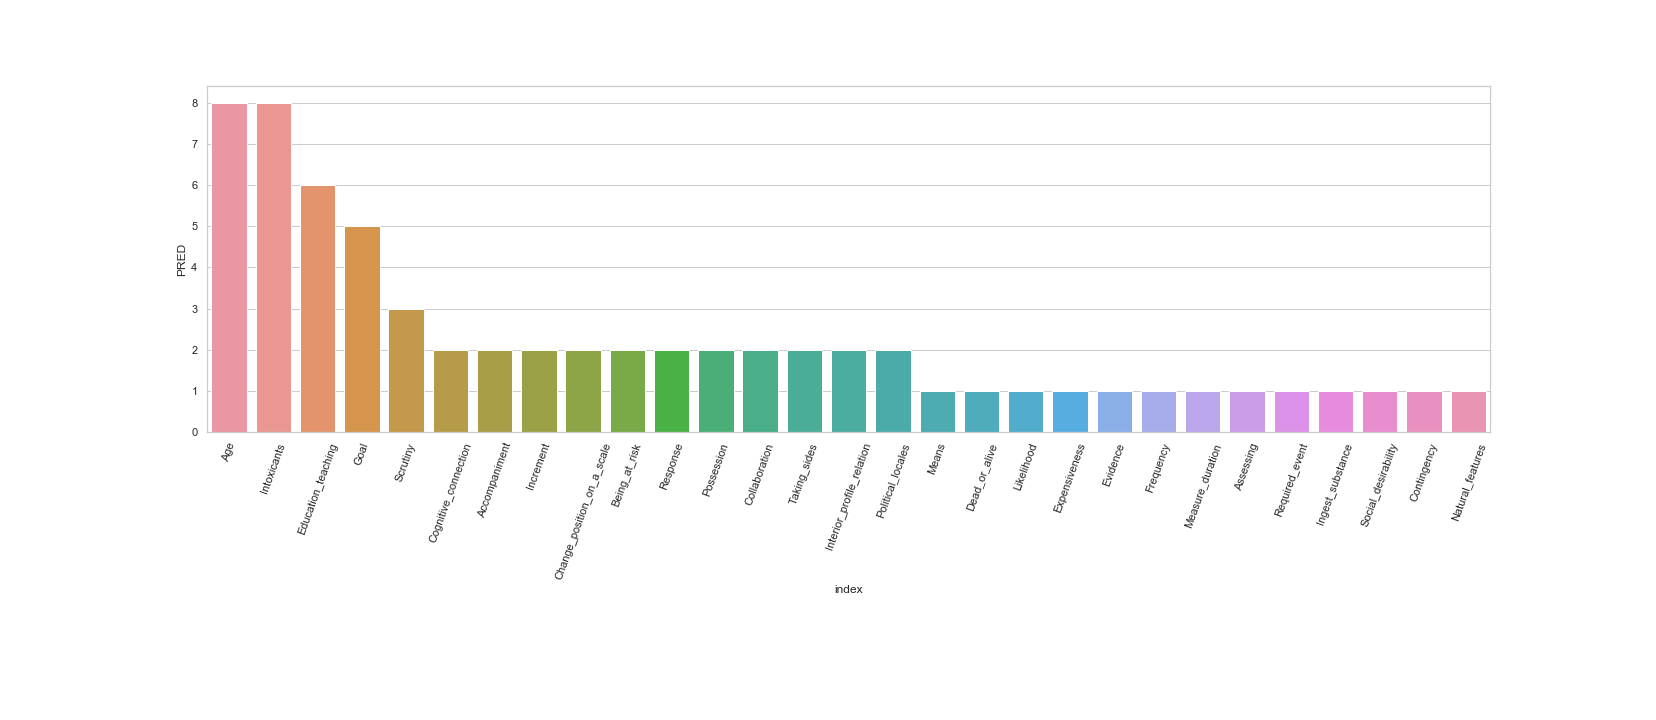 8
7
6
5
4
3
2
1
0
PRED
Age
Intoxicants
Education_teaching
Goal
Scrutiny
Cognitive_connection
Accompaniment
Increment
Change_position_on_a_scale
Being_at_risk
Response
Possession
Collaboration
Taking_sides
Interior_profile_relation
Political_locales
Means
Dead_or_alive
Likelihood
Expensiveness
Evidence
Frequency
Measure_duration
Assessing
Required_event
Ingest_substance
Social_desirability
Contingency
Natural_features
index